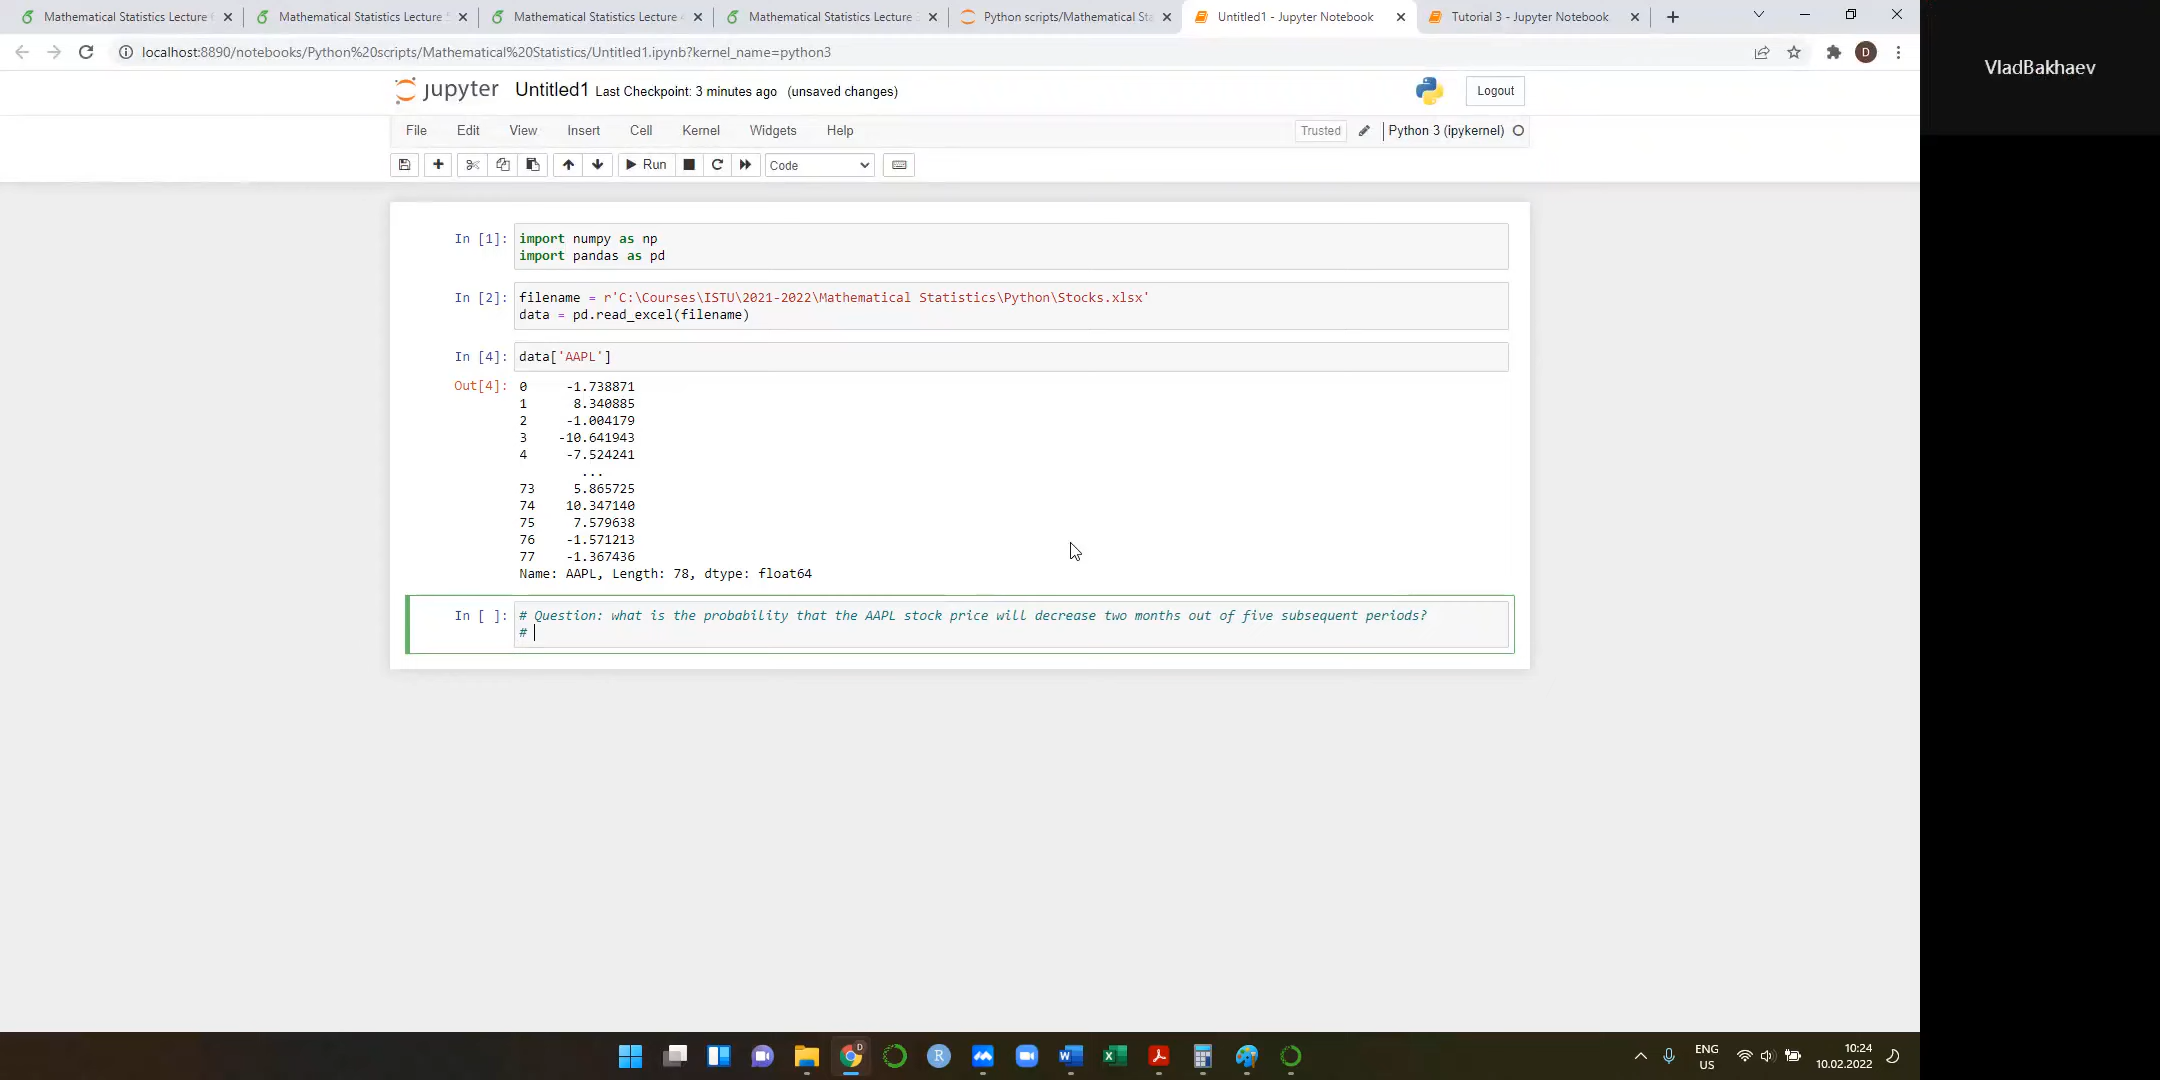 Mathematical Statistics Lecture
Mathematical Statistics Lecture
Mathematical Statistics Lecture
Mathematical Statistics Lecture
Python scripts/Mathematical Sta
Untitled1 - Jupyter Notebook
Tutorial 3 - Jupyter Notebook
localhost:8890/notebooks/Python%20scripts/Mathematical%20Statistics/Untitled1.ipynb?kernel_name=python3
D
VladBakhaev
jupyter Untitled1 Last Checkpoint: 3 minutes ago (unsaved changes)
Logout
File Edit View Insert Cell Kernel Widgets Help
Trusted Python 3 (ipykernel)
Run Code
In [1]: import numpy as np
import pandas as pd
In [2]: filename = r'C:\Courses\ISTU\2021-2022\Mathematical Statistics\Python\Stocks.xlsx'
data = pd.read_excel(filename)
In [4]: data['AAPL']
Out[4]: 0 -1.738871
1 8.340885
2 -1.004179
3 -10.641943
4 -7.524241
...
73 5.865725
74 10.347140
75 7.579638
76 -1.571213
77 -1.367436
Name: AAPL, Length: 78, dtype: float64
In [ ]: # Question: what is the probability that the AAPL stock price will decrease two months out of five subsequent periods?
#
ENG
US
10:24
10.02.2022